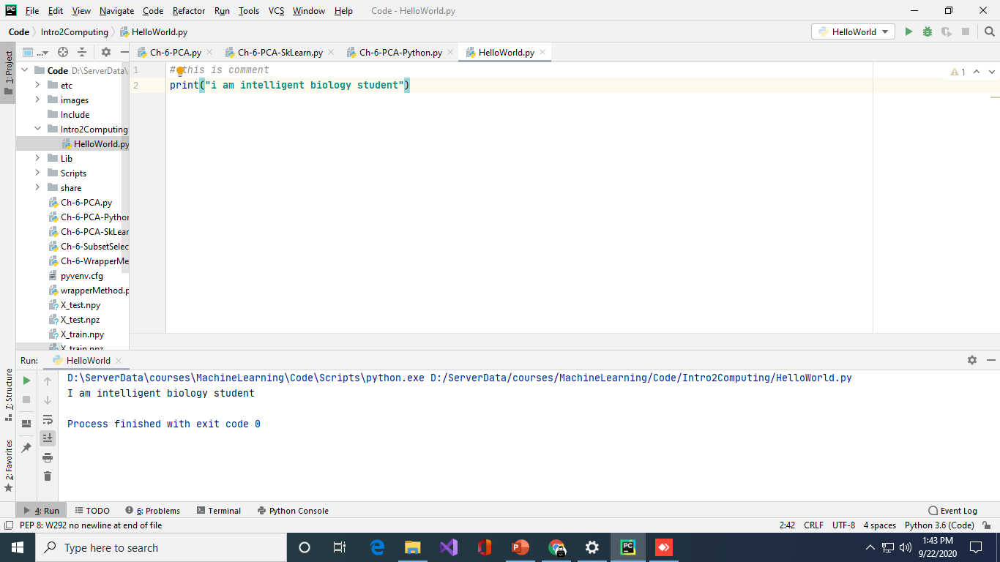 File Edit View Navigate Code Refactor Run Tools VCS Window Help Code - HelloWorld.py
Code Intro2Computing HelloWorld.py HelloWorld
1: Project
... Ch-6-PCA.py Ch-6-PCA-SkLearn.py Ch-6-PCA-Python.py HelloWorld.py
Code D:\ServerData\
etc
images
Include
Intro2Computing
HelloWorld.py
Lib
Scripts
share
Ch-6-PCA.py
Ch-6-PCA-Python
Ch-6-PCA-SkLear
Ch-6-SubsetSelec
Ch-6-WrapperMe
pyvenv.cfg
wrapperMethod.p
X_test.npy
X_test.npz
X_train.npy
X_train.npz
1 # this is comment
2 print("i am intelligent biology student")
1
Run: HelloWorld
D:\ServerData\courses\MachineLearning\Code\Scripts\python.exe D:/ServerData/courses/MachineLearning/Code/Intro2Computing/HelloWorld.py
I am intelligent biology student
Process finished with exit code 0
7: Structure
2: Favorites
4: Run TODO 6: Problems Terminal Python Console Event Log
PEP 8: W292 no newline at end of file 2:42 CRLF UTF-8 4 spaces Python 3.6 (Code)
Type here to search
1:43 PM
9/22/2020